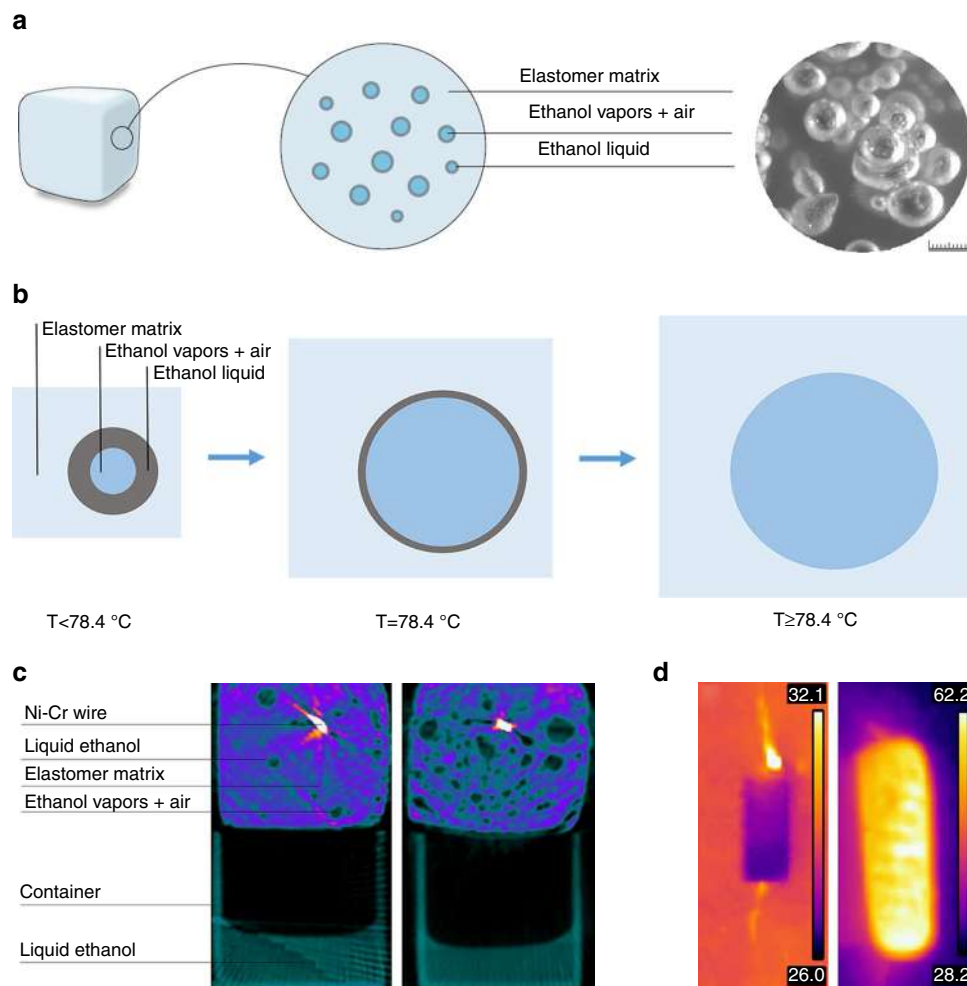 a
Elastomer matrix
Ethanol vapors + air
Ethanol liquid
b
Elastomer matrix
Ethanol vapors + air
Ethanol liquid
T<78.4 °C
T=78.4 °C
T≥78.4 °C
c
Ni-Cr wire
Liquid ethanol
Elastomer matrix
Ethanol vapors + air
Container
Liquid ethanol
d
32.1
26.0
62.2
28.2